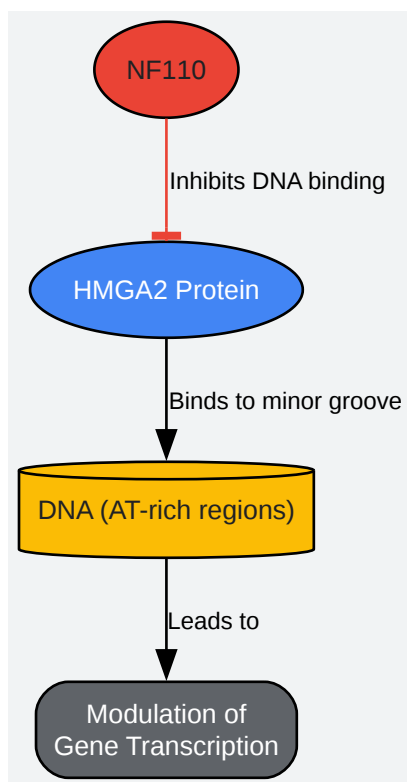 NF110
Inhibits DNA binding
HMGA2 Protein
Binds to minor groove
DNA (AT-rich regions)
Leads to
Modulation of
Gene Transcription